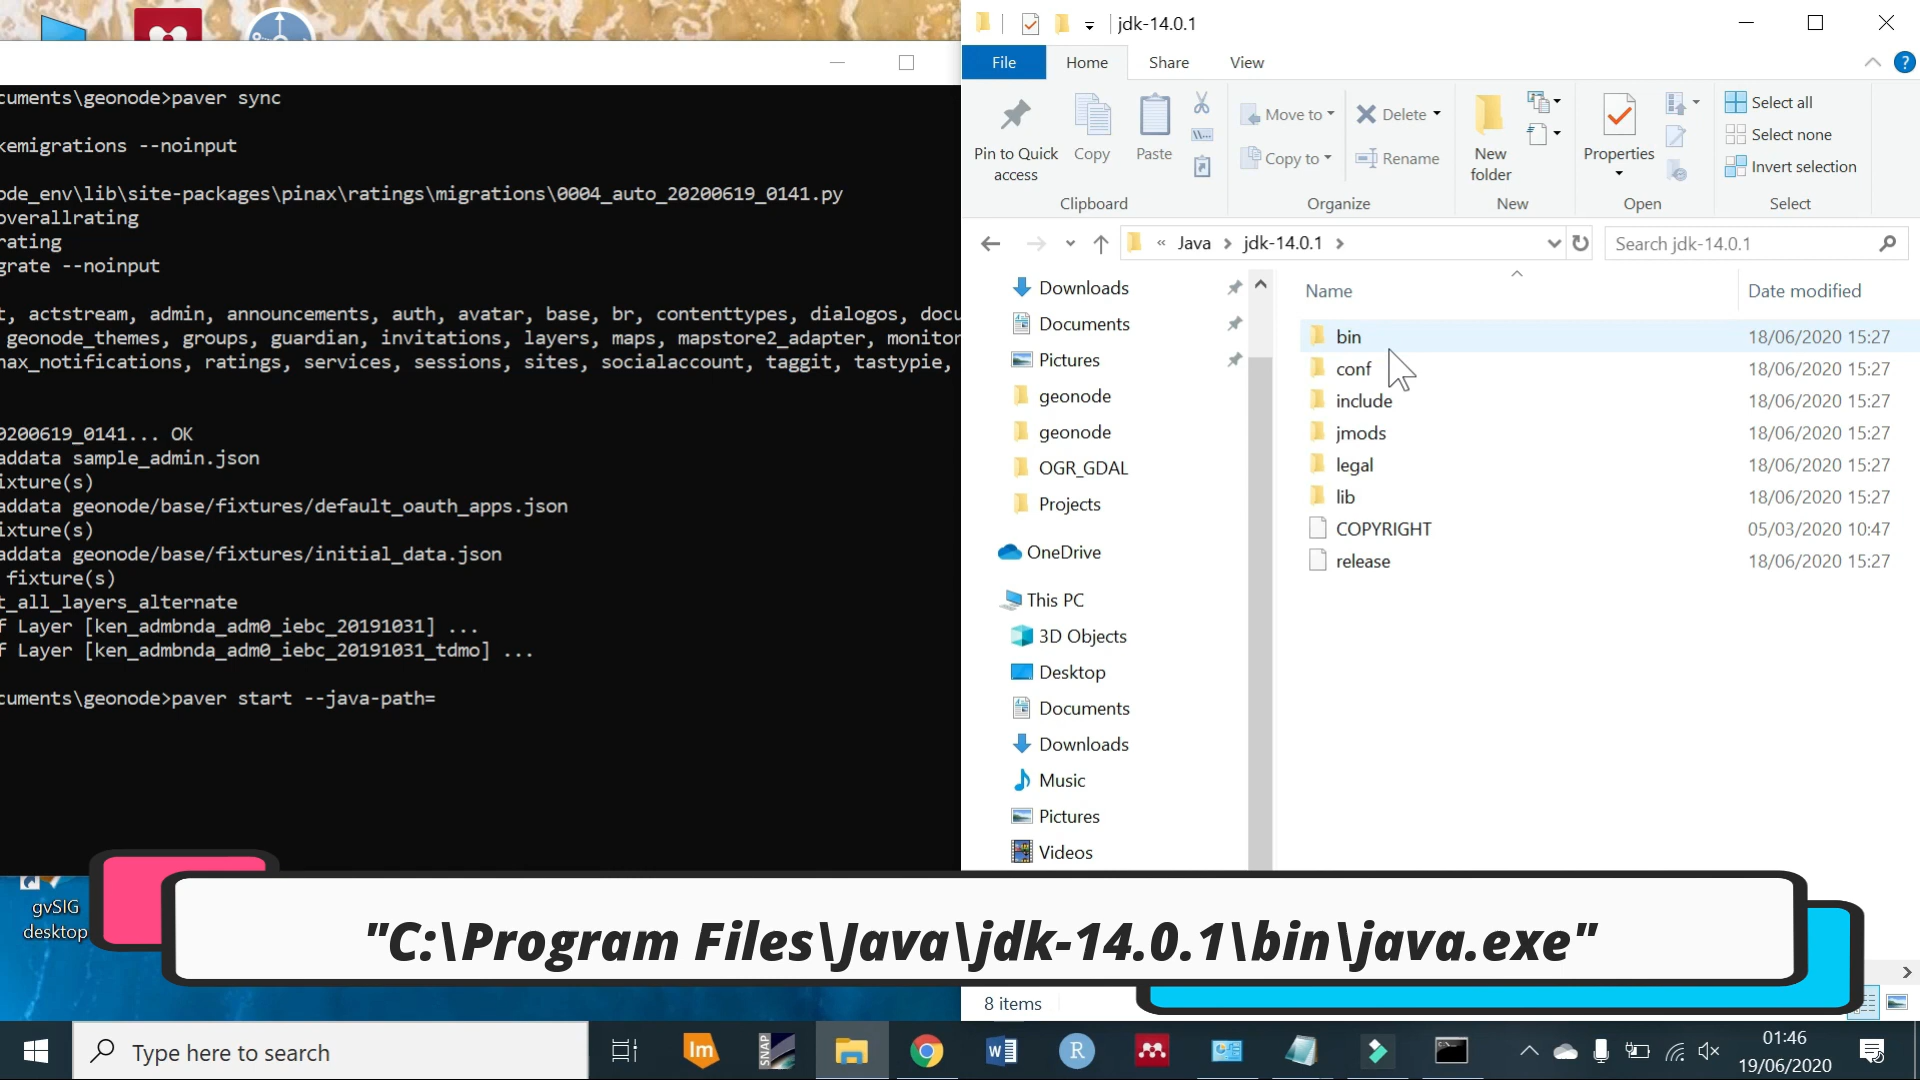 cuments\geonode>paver sync
kemigrations --noinput
ode_env\lib\site-packages\pinax\ratings\migrations\0004_auto_20200619_0141.py
overallrating
rating
grate --noinput
t, actstream, admin, announcements, auth, avatar, base, br, contenttypes, dialogos, docu
geonode_themes, groups, guardian, invitations, layers, maps, mapstore2_adapter, monitor
nax_notifications, ratings, services, sessions, sites, socialaccount, taggit, tastypie,
0200619_0141... OK
addata sample_admin.json
ixture(s)
addata geonode/base/fixtures/default_oauth_apps.json
ixture(s)
addata geonode/base/fixtures/initial_data.json
fixture(s)
t_all_layers_alternate
f Layer [ken_admbnda_adm0_iebc_20191031] ...
f Layer [ken_admbnda_adm0_iebc_20191031_tdmo] ...
cuments\geonode>paver start --java-path=
jdk-14.0.1
File Home Share View
Pin to Quick access
Copy
Paste
Clipboard
Move to
Copy to
Delete
Rename
Organize
New folder
New
Properties
Open
Select all
Select none
Invert selection
Select
« Java > jdk-14.0.1 >
Search jdk-14.0.1
Downloads
Documents
Pictures
geonode
geonode
OGR_GDAL
Projects
OneDrive
This PC
3D Objects
Desktop
Documents
Downloads
Music
Pictures
Videos
Name Date modified
bin 18/06/2020 15:27
conf 18/06/2020 15:27
include 18/06/2020 15:27
jmods 18/06/2020 15:27
legal 18/06/2020 15:27
lib 18/06/2020 15:27
COPYRIGHT 05/03/2020 10:47
release 18/06/2020 15:27
8 items
gvSIG
desktop
"C:\Program Files\Java\jdk-14.0.1\bin\java.exe"
Type here to search
Im
SNAP
W
R
01:46
19/06/2020